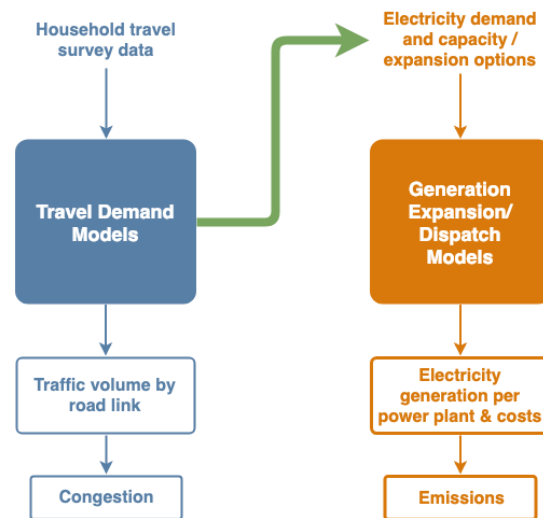 Household travel
survey data
Travel Demand
Models
Traffic volume by
road link
Congestion
Electricity demand
and capacity /
expansion options
Generation
Expansion/
Dispatch
Models
Electricity
generation per
power plant & costs
Emissions